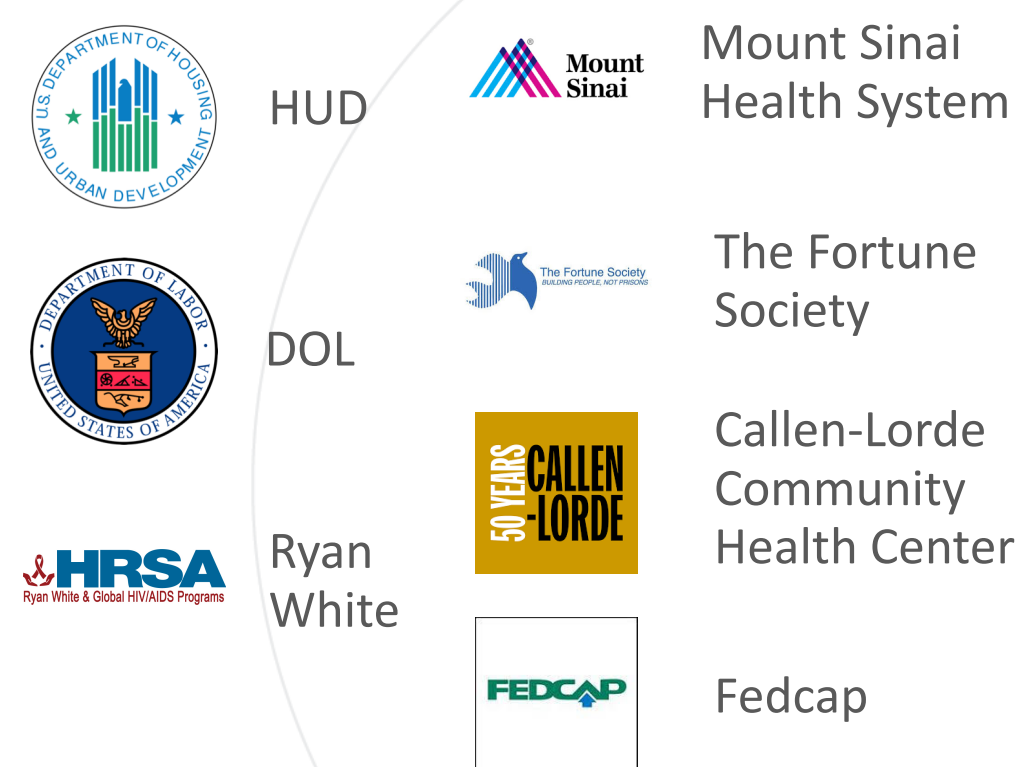 U.S. DEPARTMENT OF HOUSING
AND URBAN DEVELOPMENT
HUD
DEPARTMENT OF LABOR
UNITED STATES OF AMERICA
DOL
HRSA
Ryan White & Global HIV/AIDS Programs
Ryan
White
Mount
Sinai
®
Mount Sinai
Health System
The Fortune Society
BUILDING PEOPLE, NOT PRISONS
The Fortune
Society
50 YEARS
CALLEN
-LORDE
Callen-Lorde
Community
Health Center
FEDCAP
Fedcap